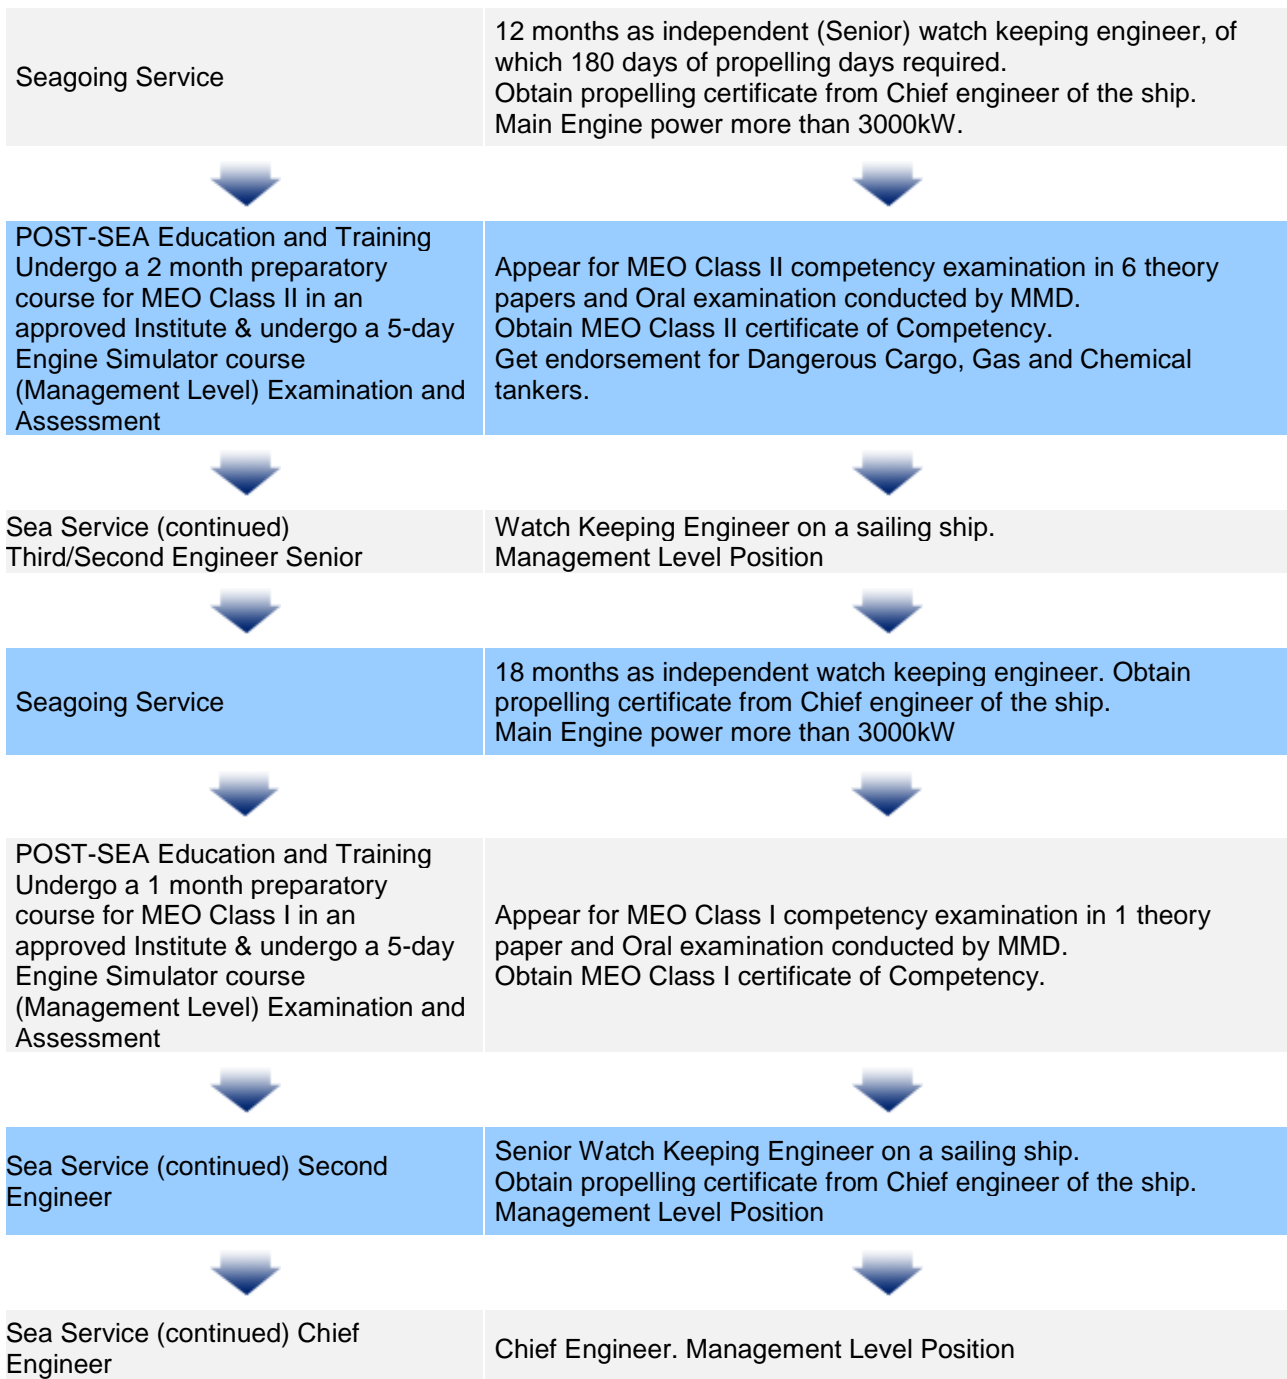 Seagoing Service
12 months as independent (Senior) watch keeping engineer, of
which 180 days of propelling days required.
Obtain propelling certificate from Chief engineer of the ship.
Main Engine power more than 3000kW.
POST-SEA Education and Training
Undergo a 2 month preparatory
course for MEO Class II in an
approved Institute & undergo a 5-day
Engine Simulator course
(Management Level) Examination and
Assessment
Appear for MEO Class II competency examination in 6 theory
papers and Oral examination conducted by MMD.
Obtain MEO Class II certificate of Competency.
Get endorsement for Dangerous Cargo, Gas and Chemical
tankers.
Sea Service (continued)
Third/Second Engineer Senior
Watch Keeping Engineer on a sailing ship.
Management Level Position
Seagoing Service
18 months as independent watch keeping engineer. Obtain
propelling certificate from Chief engineer of the ship.
Main Engine power more than 3000kW
POST-SEA Education and Training
Undergo a 1 month preparatory
course for MEO Class I in an
approved Institute & undergo a 5-day
Engine Simulator course
(Management Level) Examination and
Assessment
Appear for MEO Class I competency examination in 1 theory
paper and Oral examination conducted by MMD.
Obtain MEO Class I certificate of Competency.
Sea Service (continued) Second
Engineer
Senior Watch Keeping Engineer on a sailing ship.
Obtain propelling certificate from Chief engineer of the ship.
Management Level Position
Sea Service (continued) Chief
Engineer
Chief Engineer. Management Level Position